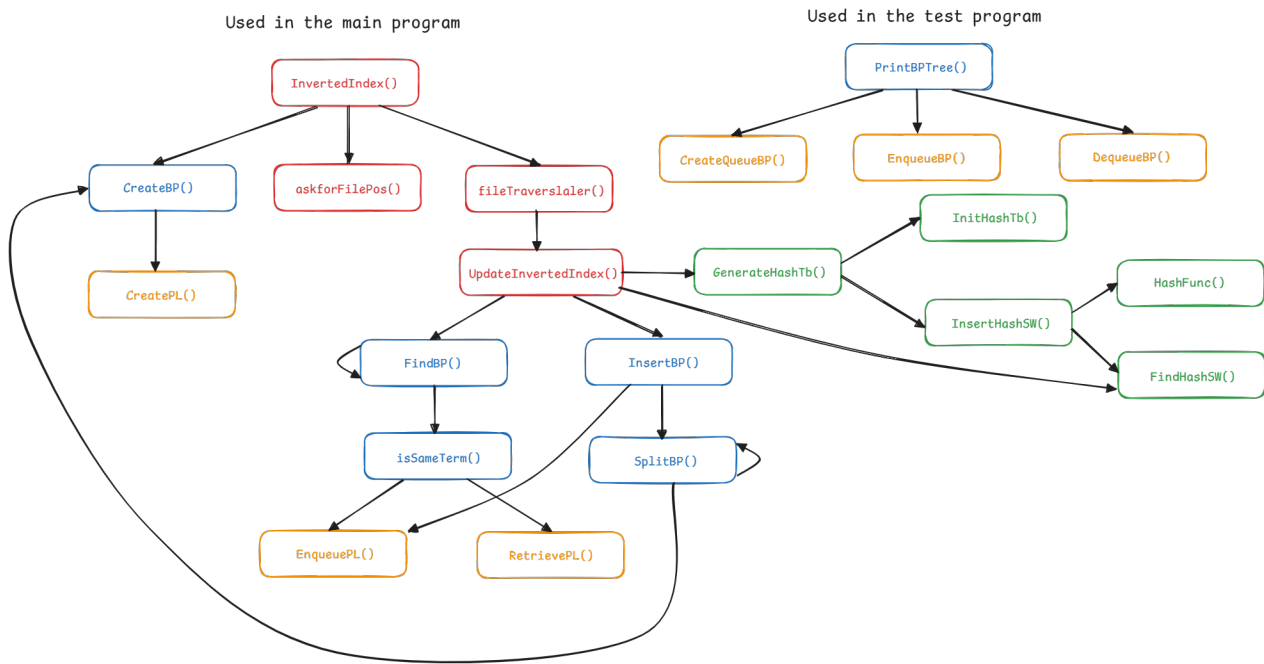 Used in the main program
Used in the test program
InvertedIndex()
PrintBPTree()
CreateQueueBP()
EnqueueBP()
DequeueBP()
CreateBP()
askforFilePos()
fileTraverslaler()
InitHashTb()
UpdateInvertedIndex()
GenerateHashTb()
HashFunc()
CreatePL()
InsertHashSW()
FindBP()
InsertBP()
FindHashSW()
isSameTerm()
SplitBP()
EnqueuePL()
RetrievePL()